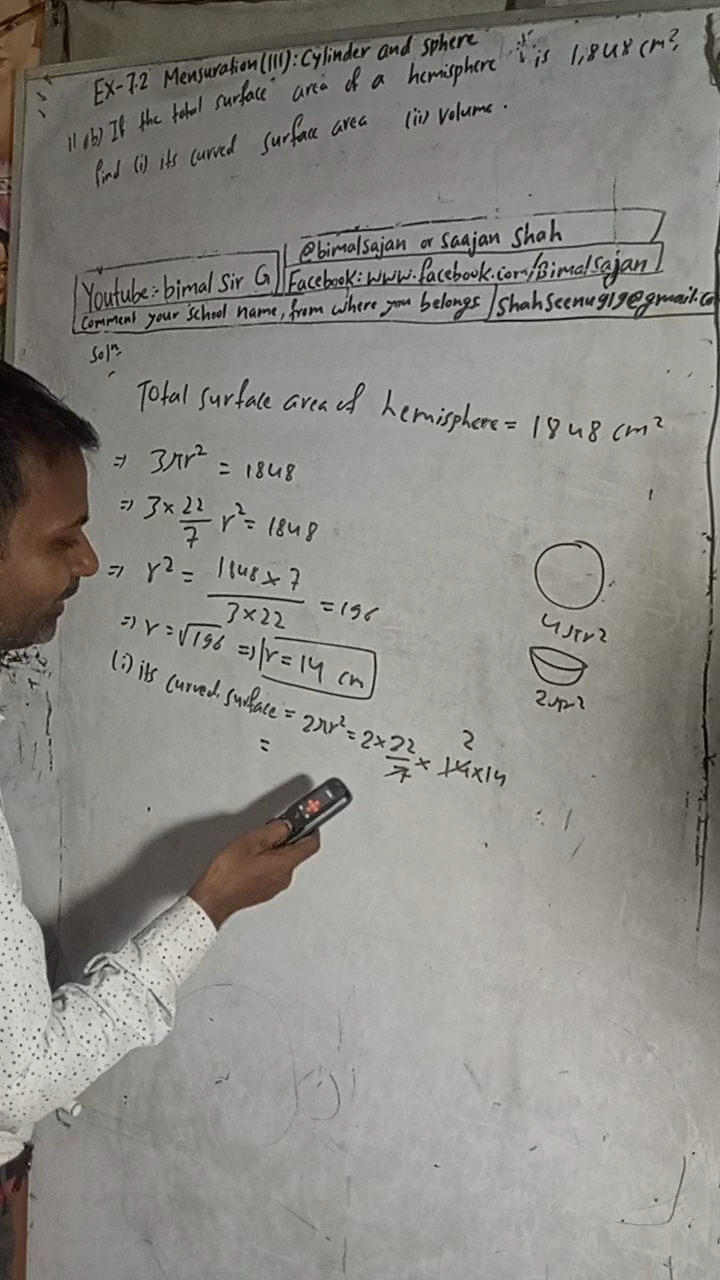 Ex-7.2 Mensuration(III): Cylinder and sphere
11 (b) If the total surface area of a hemisphere is 1,848 cm²,
find (i) its curved surface area (ii) volume.
@bimalsajan or Saajan Shah
Youtube:- bimal Sir G
Facebook: www.facebook.com/Bimalsajan
Comment your School name, from where you belongs / Shahseenu919@gmail.co
Solⁿ
Total surface area of hemisphere = 1848 cm²
⇒ 3πr² = 1848
⇒ 3 × 22/7 r² = 1848
⇒ r² = 1848 × 7 / 3 × 22 = 196
⇒ r = √196 ⇒ r = 14 cm
4πr²
2πr²
(i) its curved surface = 2πr² = 2 × 22/7 × 14 × 14
2
=